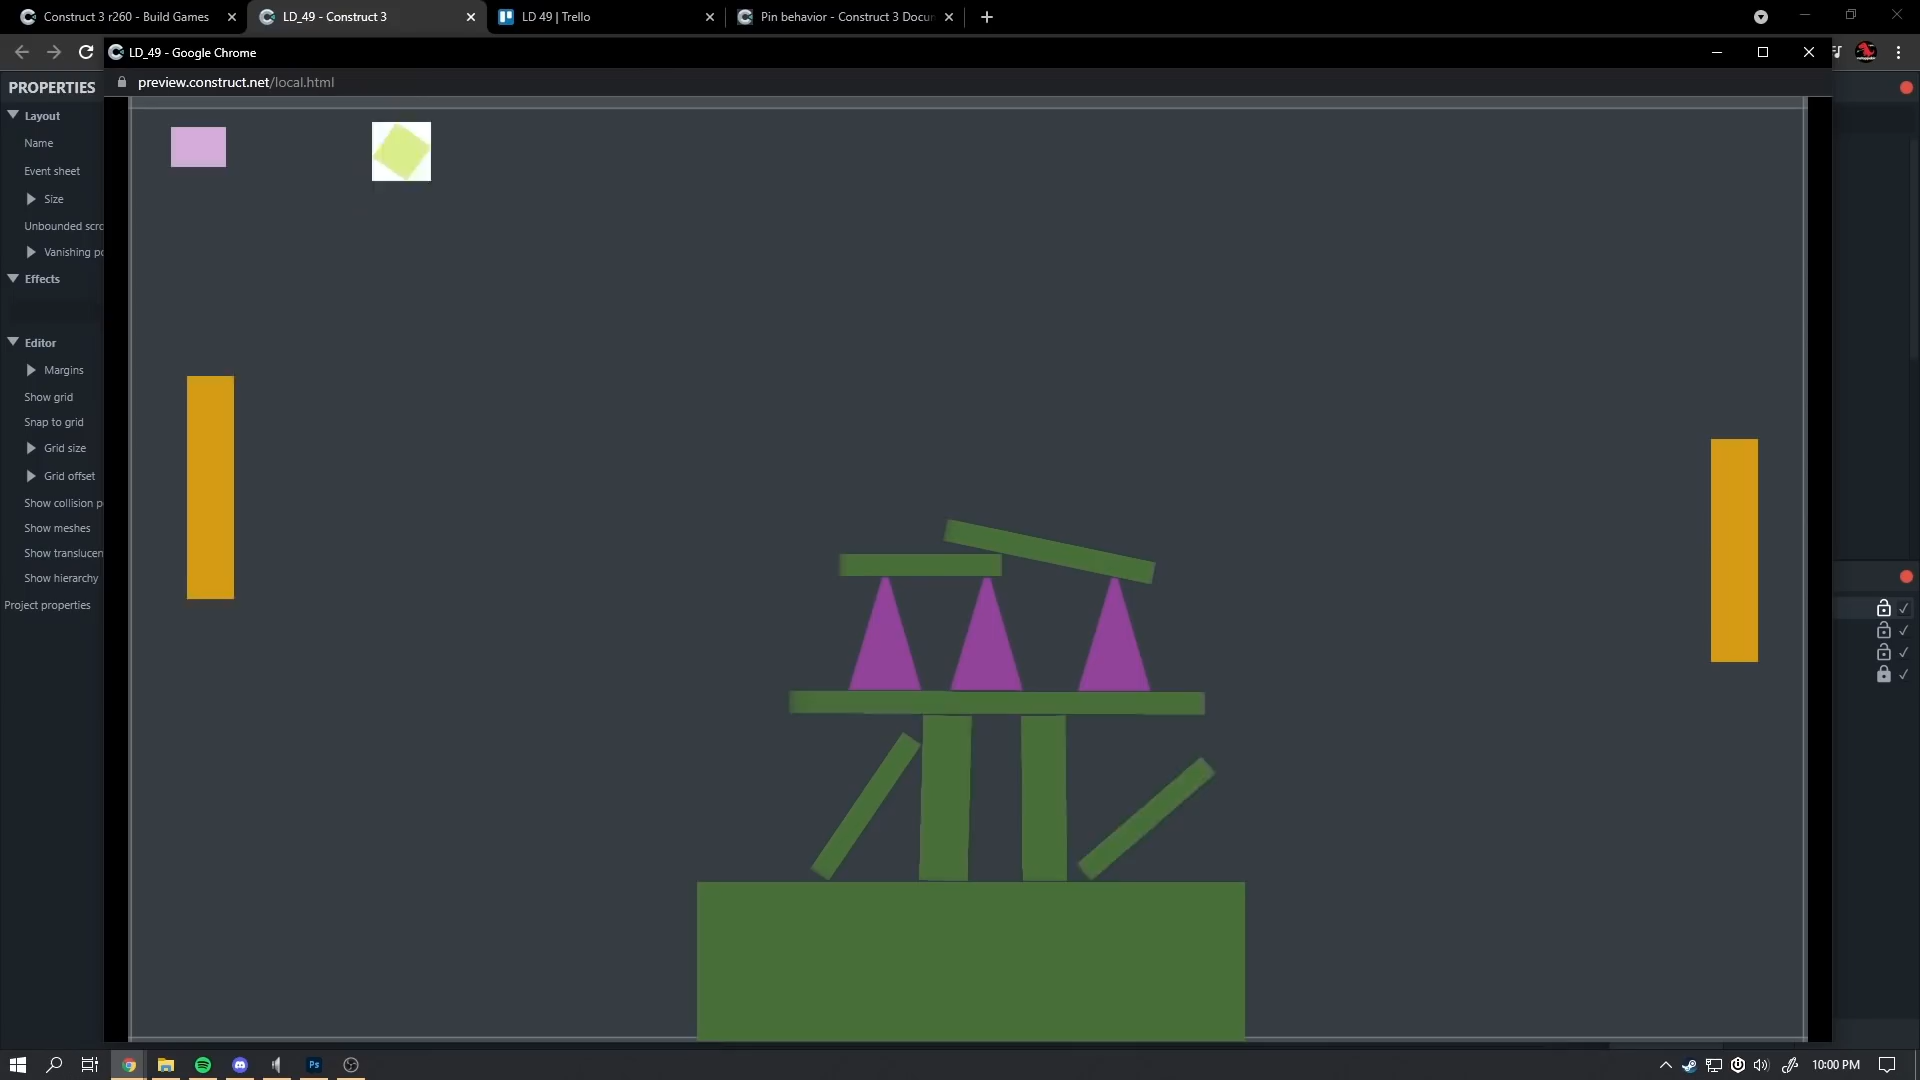 Construct 3 r260 - Build Games
LD_49 - Construct 3
LD 49 | Trello
Pin behavior - Construct 3 Docu
LD_49 - Google Chrome
preview.construct.net/local.html
PROPERTIES
Layout
Name
Event sheet
Size
Unbounded scro
Vanishing po
Effects
Editor
Margins
Show grid
Snap to grid
Grid size
Grid offset
Show collision p
Show meshes
Show translucen
Show hierarchy
Project properties
Ps
10:00 PM